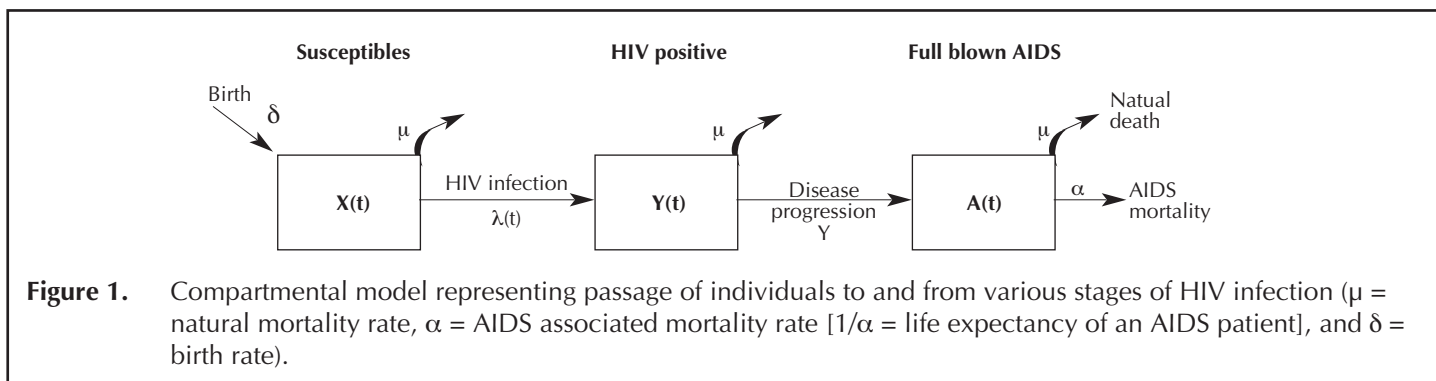 Susceptibles
HIV positive
Full blown AIDS
Birth
δ
μ
μ
μ
Natual
death
X(t)
HIV infection
λ(t)
Y(t)
Disease
progression
Y
A(t)
α
AIDS
mortality
Figure 1. Compartmental model representing passage of individuals to and from various stages of HIV infection (μ =
natural mortality rate, α = AIDS associated mortality rate [1/α = life expectancy of an AIDS patient], and δ =
birth rate).